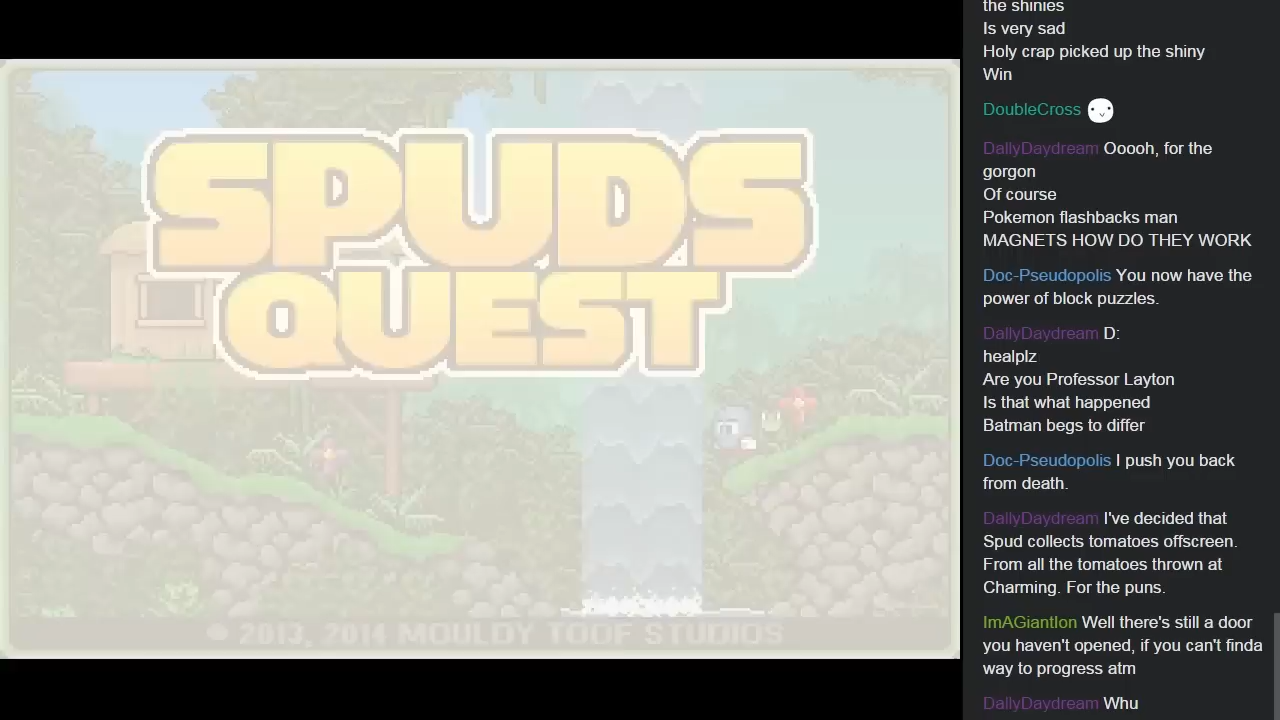 SPUDS
QUEST
© 2013, 2014 MOULDY TOOF STUDIOS
the shinies
Is very sad
Holy crap picked up the shiny
Win
DoubleCross
DallyDaydream Ooooh, for the
gorgon
Of course
Pokemon flashbacks man
MAGNETS HOW DO THEY WORK
Doc-Pseudopolis You now have the
power of block puzzles.
DallyDaydream D:
healplz
Are you Professor Layton
Is that what happened
Batman begs to differ
Doc-Pseudopolis I push you back
from death.
DallyDaydream I've decided that
Spud collects tomatoes offscreen.
From all the tomatoes thrown at
Charming. For the puns.
ImAGiantIon Well there's still a door
you haven't opened, if you can't finda
way to progress atm
DallyDaydream Whu